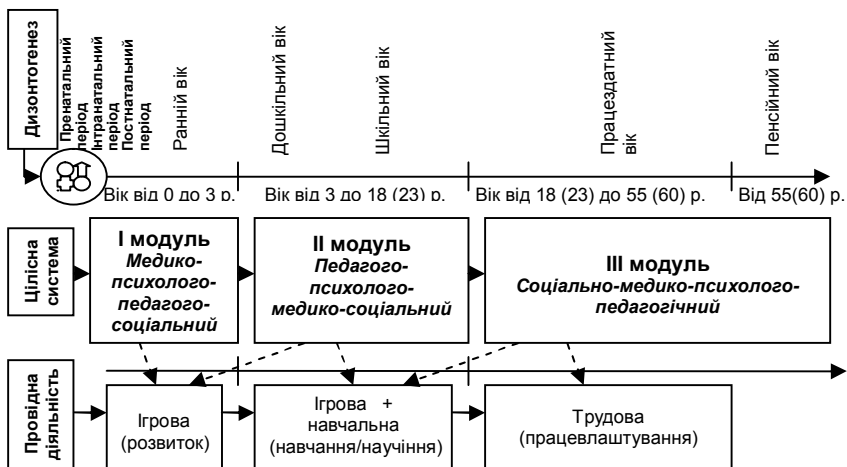 Дизонтогенез
Пренатальний
період
Інтранатальний
період
Постнатальний
період
Ранній вік
Дошкільний вік
Шкільний вік
Працездатний
вік
Пенсійний вік
Вік від 0 до 3 р.
Вік від 3 до 18 (23) р.
Вік від 18 (23) до 55 (60) р.
Від 55(60) р.
Цілісна
система
І модуль
Медико-
психолого-
педагого-
соціальний
ІІ модуль
Педагого-
психолого-
медико-соціальний
ІІІ модуль
Соціально-медико-психолого-
педагогічний
Провідна
діяльність
Ігрова
(розвиток)
Ігрова +
навчальна
(навчання/научіння)
Трудова
(працевлаштування)